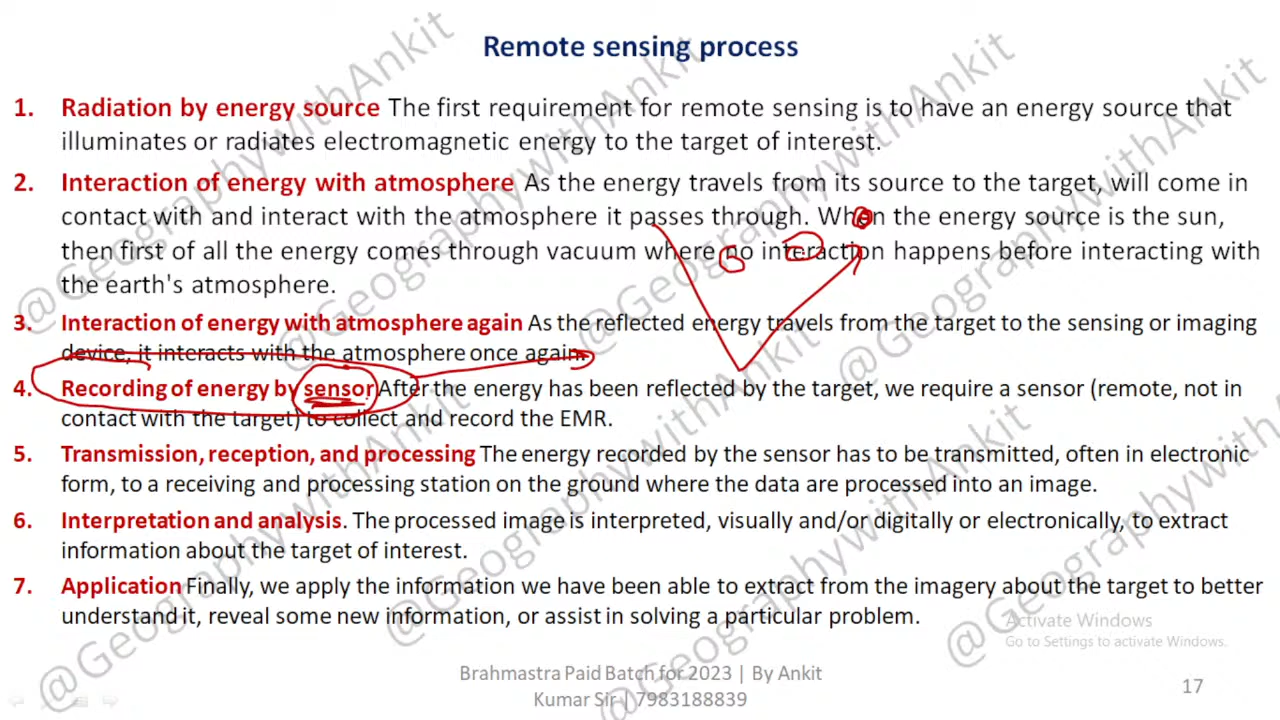 Remote sensing process
1. Radiation by energy source The first requirement for remote sensing is to have an energy source that
illuminates or radiates electromagnetic energy to the target of interest.
2. Interaction of energy with atmosphere As the energy travels from its source to the target, will come in
contact with and interact with the atmosphere it passes through. When the energy source is the sun,
then first of all the energy comes through vacuum where no interaction happens before interacting with
the earth's atmosphere.
3. Interaction of energy with atmosphere again As the reflected energy travels from the target to the sensing or imaging
device, it interacts with the atmosphere once again.
4. Recording of energy by sensor After the energy has been reflected by the target, we require a sensor (remote, not in
contact with the target) to collect and record the EMR.
5. Transmission, reception, and processing The energy recorded by the sensor has to be transmitted, often in electronic
form, to a receiving and processing station on the ground where the data are processed into an image.
6. Interpretation and analysis. The processed image is interpreted, visually and/or digitally or electronically, to extract
information about the target of interest.
7. Application Finally, we apply the information we have been able to extract from the imagery about the target to better
understand it, reveal some new information, or assist in solving a particular problem.
Activate Windows
Go to Settings to activate Windows.
Brahmastra Paid Batch for 2023 | By Ankit
Kumar Sir | 7983188839
17
@GeographywithAnkit
@GeographywithAnkit
@GeographywithAnkit
@GeographywithAnkit
@GeographywithAnkit
@GeographywithAnkit
@GeographywithAnkit
@GeographywithAnkit